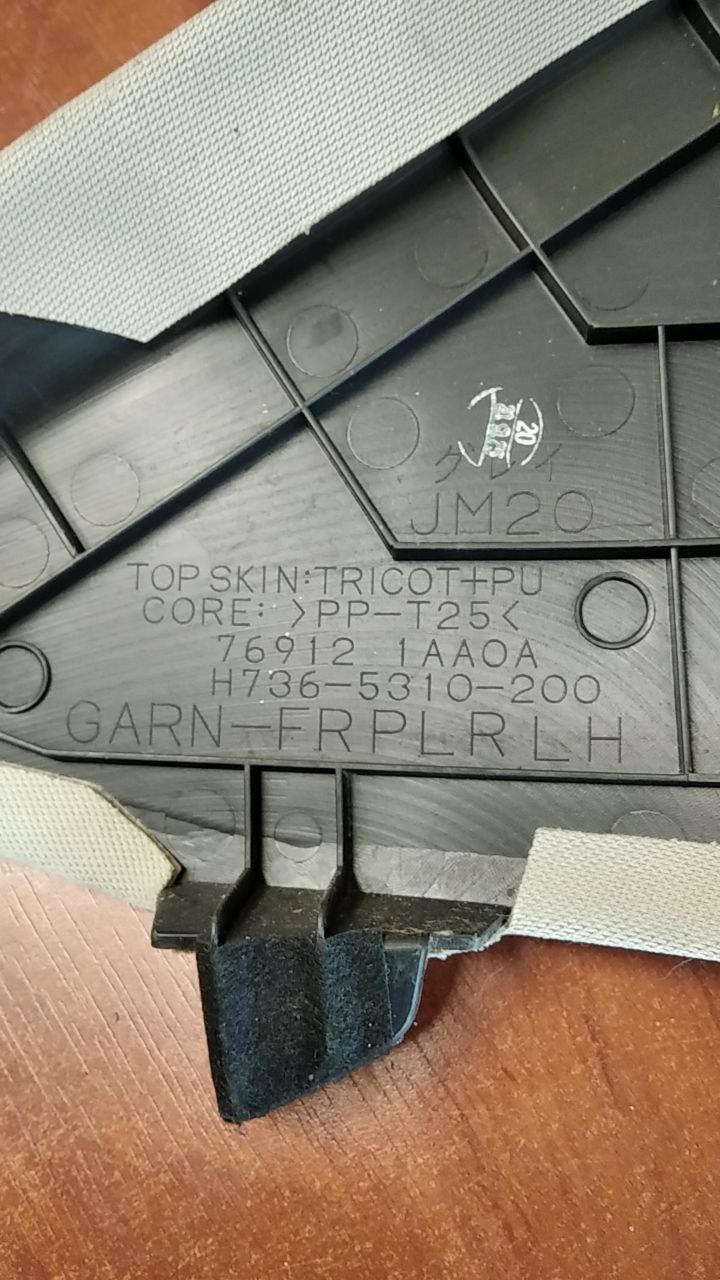 20
グレイ
JM20
TOP SKIN:TRICOT+PU
CORE: >PP-T25<
76912 1AA0A
H736-5310-200
GARN-FRPLR LH